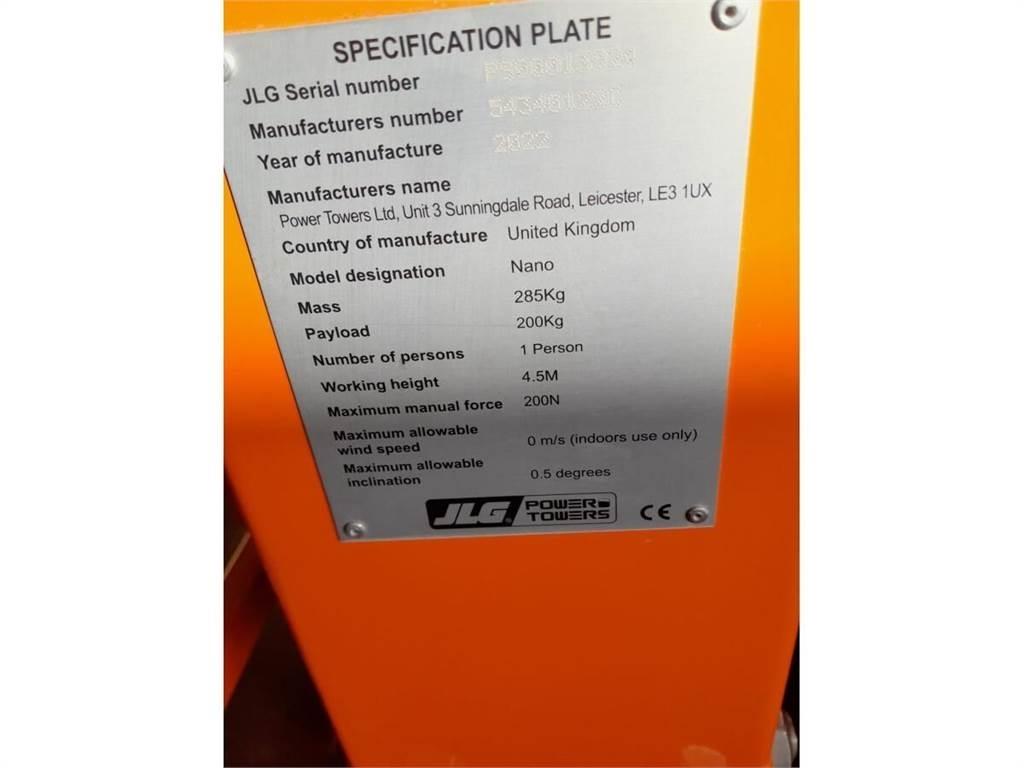 SPECIFICATION PLATE
JLG Serial number
Manufacturers number
Year of manufacture 2022
Manufacturers name
Power Towers Ltd, Unit 3 Sunningdale Road, Leicester, LE3 1UX
Country of manufacture United Kingdom
Model designation Nano
Mass 285Kg
Payload 200Kg
Number of persons 1 Person
Working height 4.5M
Maximum manual force 200N
Maximum allowable
wind speed 0 m/s (indoors use only)
Maximum allowable
inclination 0.5 degrees
JLG POWER
TOWERS CE